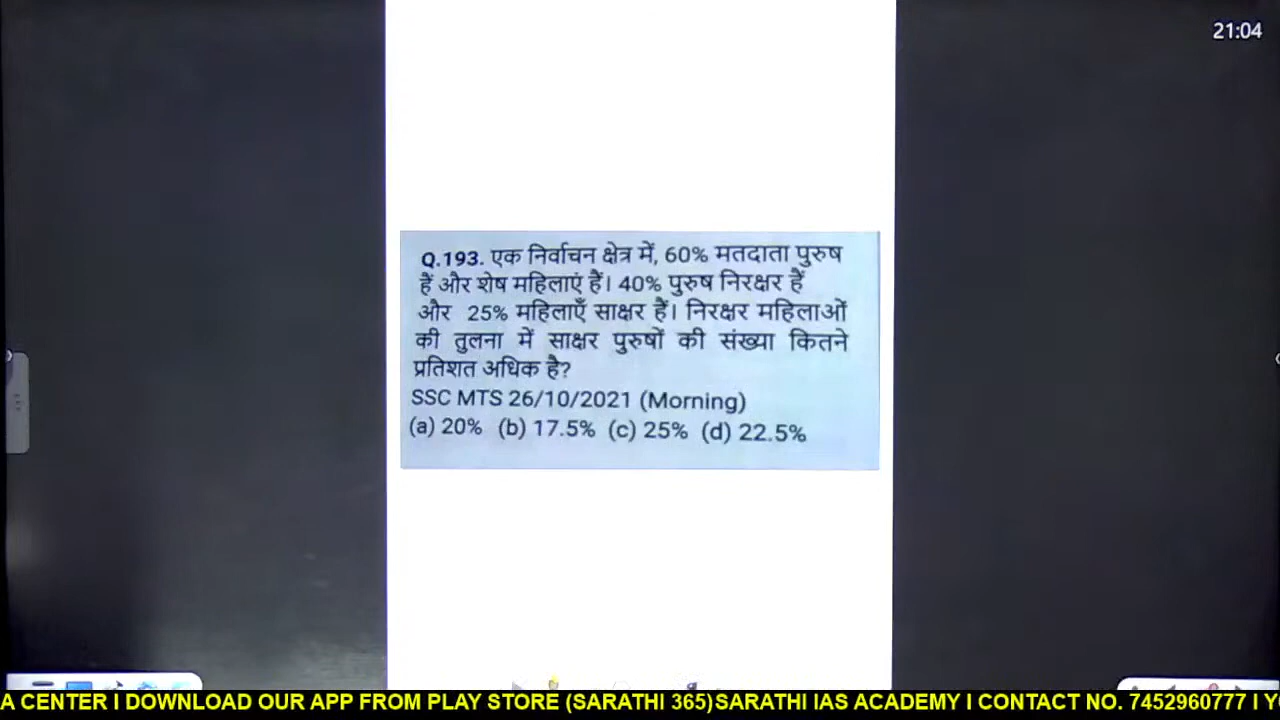 21:04
Q.193. एक निर्वाचन क्षेत्र में, 60% मतदाता पुरुष
हैं और शेष महिलाएं हैं। 40% पुरुष निरक्षर हैं
और 25% महिलाएँ साक्षर हैं। निरक्षर महिलाओं
की तुलना में साक्षर पुरुषों की संख्या कितने
प्रतिशत अधिक है?
SSC MTS 26/10/2021 (Morning)
(a) 20% (b) 17.5% (c) 25% (d) 22.5%
A CENTER I DOWNLOAD OUR APP FROM PLAY STORE (SARATHI 365)SARATHI IAS ACADEMY I CONTACT NO. 7452960777 I Y